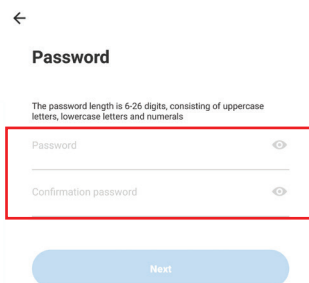 Password
The password length is 6-26 digits, consisting of uppercase
letters, lowercase letters and numerals
Password
Confirmation password
Next